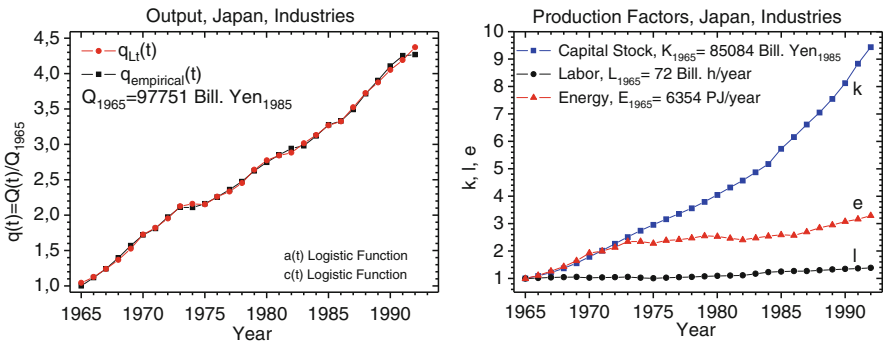 Output, Japan, Industries
4,5
4,0
3,5
3,0
2,5
2,0
1,5
1,0
q(t)=Q(t)/Q1965
qLt(t)
qempirical(t)
Q1965=97751 Bill. Yen1985
a(t) Logistic Function
c(t) Logistic Function
1965 1970 1975 1980 1985 1990
Year
Production Factors, Japan, Industries
10
9
8
7
6
5
4
3
2
1
0
k, l, e
Capital Stock, K1965= 85084 Bill. Yen1985
Labor, L1965= 72 Bill. h/year
Energy, E1965= 6354 PJ/year
k
e
l
1965 1970 1975 1980 1985 1990
Year